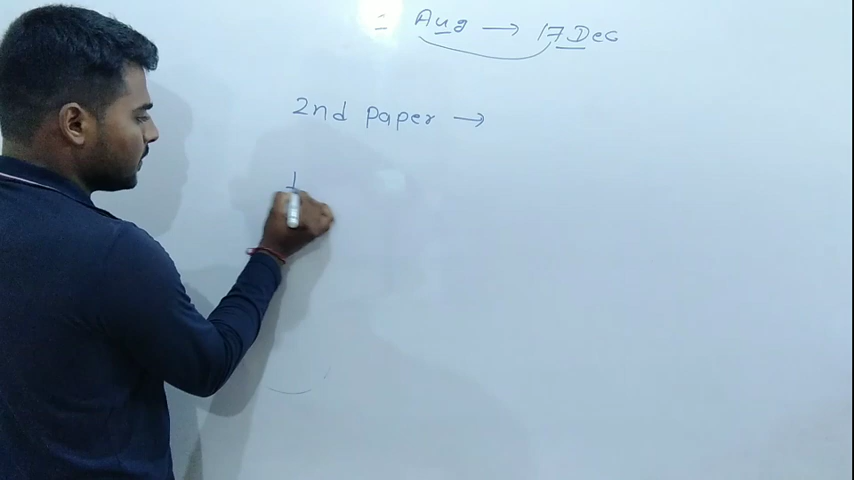 = Aug → 17 Dec
2nd paper →